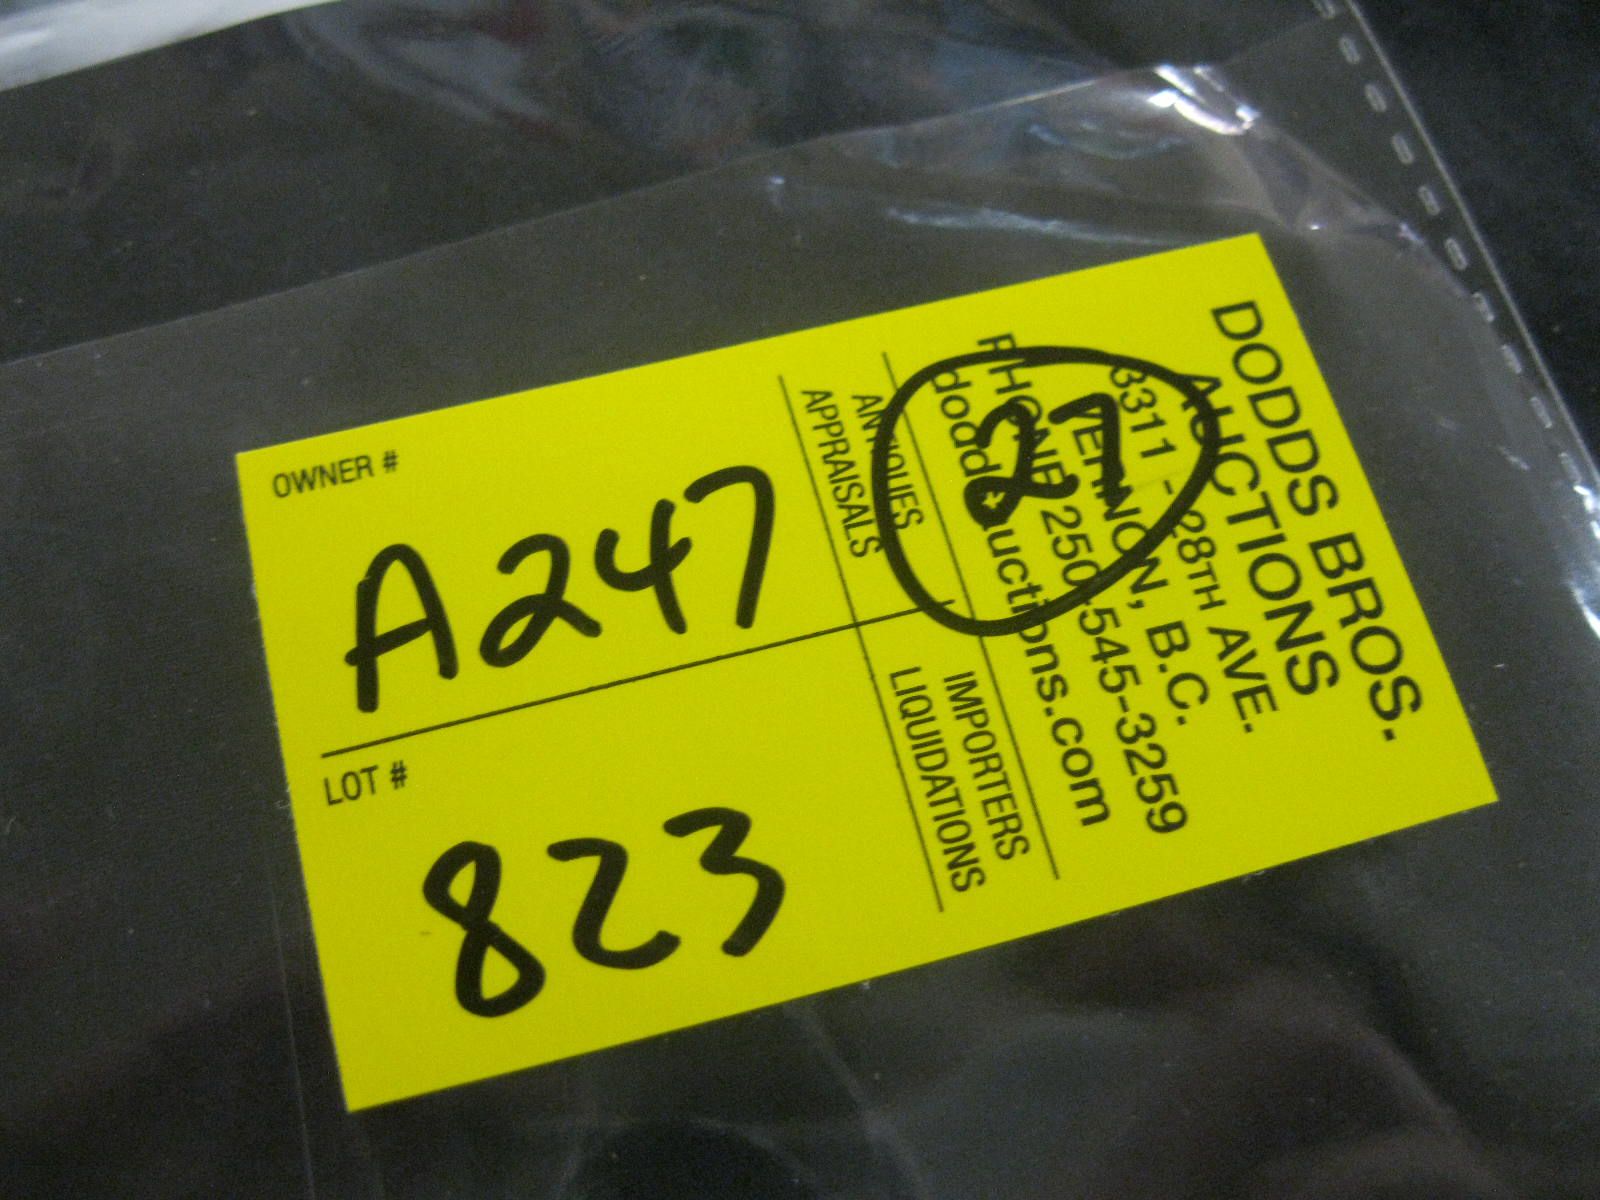 OWNER #
A247
LOT #
823
DODDS BROS.
AUCTIONS
3311 - 28TH AVE.
VERNON, B.C.
PHONE 250-545-3259
doddsauctions.com
ANTIQUES IMPORTERS
APPRAISALS LIQUIDATIONS
27